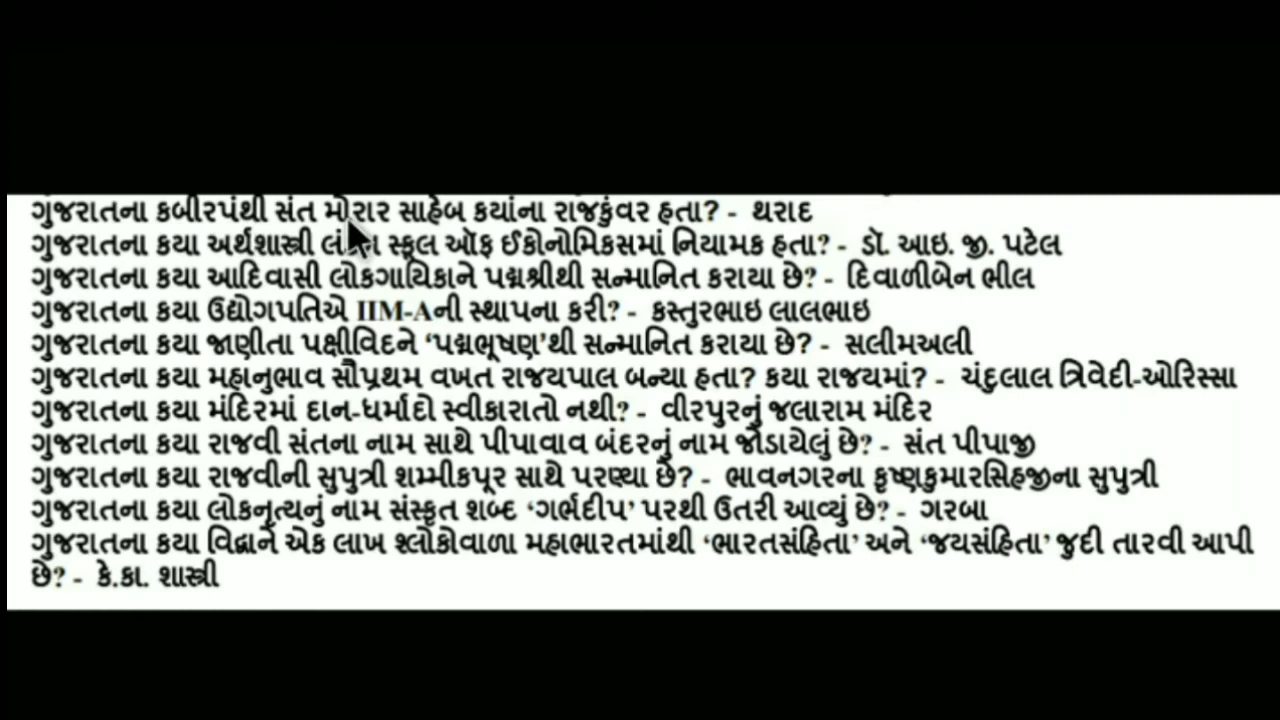 ગુજરાતના કબીરપંથી સંત મોરાર સાહેબ કયાંના રાજકુંવર હતા? - થરાદ
ગુજરાતના કયા અર્થશાસ્ત્રી સ્કૂલ ઑફ ઈકોનોમિકસમાં નિયામક હતા? - ડૉ. આઇ. જી. પટેલ
ગુજરાતના કયા આદિવાસી લોકગાયિકાને પદ્મશ્રીથી સન્માનિત કરાયા છે? - દિવાળીબેન ભીલ
ગુજરાતના કયા ઉદ્યોગપતિએ IIM-Aની સ્થાપના કરી? - કસ્તુરભાઇ લાલભાઇ
ગુજરાતના કયા જાણીતા પક્ષીવિદને ‘પદ્મભૂષણ’થી સન્માનિત કરાયા છે? - સલીમઅલી
ગુજરાતના કયા મહાનુભાવ સૌપ્રથમ વખત રાજયપાલ બન્યા હતા? કયા રાજયમાં? - ચંદુલાલ ત્રિવેદી-ઓરિસ્સા
ગુજરાતના કયા મંદિરમાં દાન-ધર્માદો સ્વીકારાતો નથી? - વીરપુરનું જલારામ મંદિર
ગુજરાતના કયા રાજવી સંતના નામ સાથે પીપાવાવ બંદરનું નામ જોડાયેલું છે? - સંત પીપાજી
ગુજરાતના કયા રાજવીની સુપુત્રી શમ્મીકપૂર સાથે પરણ્યા છે? - ભાવનગરના કૃષ્ણકુમારસિહજીના સુપુત્રી
ગુજરાતના કયા લોકનૃત્યનું નામ સંસ્કૃત શબ્દ ‘ગર્ભદીપ’ પરથી ઉતરી આવ્યું છે? - ગરબા
ગુજરાતના કયા વિદ્વાને એક લાખ શ્લોકોવાળા મહાભારતમાંથી ‘ભારતસંહિતા’ અને ‘જયસંહિતા’ જુદી તારવી આપી
છે? - કે.કા. શાસ્ત્રી